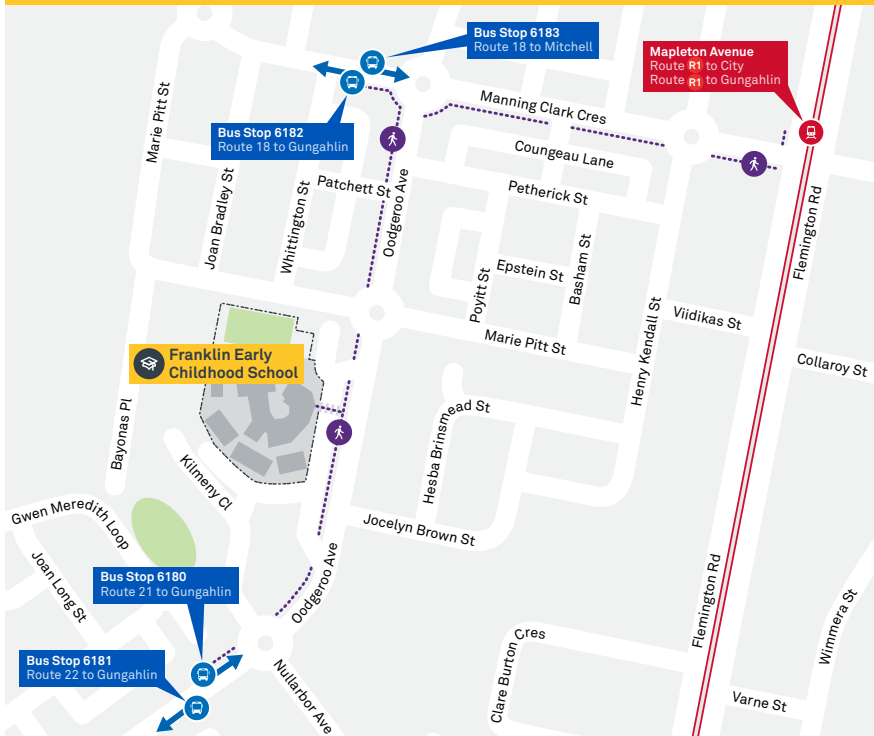 Bus Stop 6183
Route 18 to Mitchell
Mapleton Avenue
Route R1 to City
Route R1 to Gungahlin
Bus Stop 6182
Route 18 to Gungahlin
Manning Clark Cres
Coungeau Lane
Marie Pitt St
Joan Bradley St
Whittington St
Patchett St
Oodgeroo Ave
Petherick St
Flemington Rd
Epstein St
Basham St
Poyitt St
Marie Pitt St
Henry Kendall St
Viidikas St
Collaroy St
Franklin Early
Childhood School
Bayonas Pl
Kilmeny Cl
Hesba Brinsmead St
Jocelyn Brown St
Gwen Meredith Loop
Joan Long St
Oodgeroo Ave
Bus Stop 6180
Route 21 to Gungahlin
Bus Stop 6181
Route 22 to Gungahlin
Nullarbor Ave
Clare Burton Cres
Flemington Rd
Wimmera St
Varne St